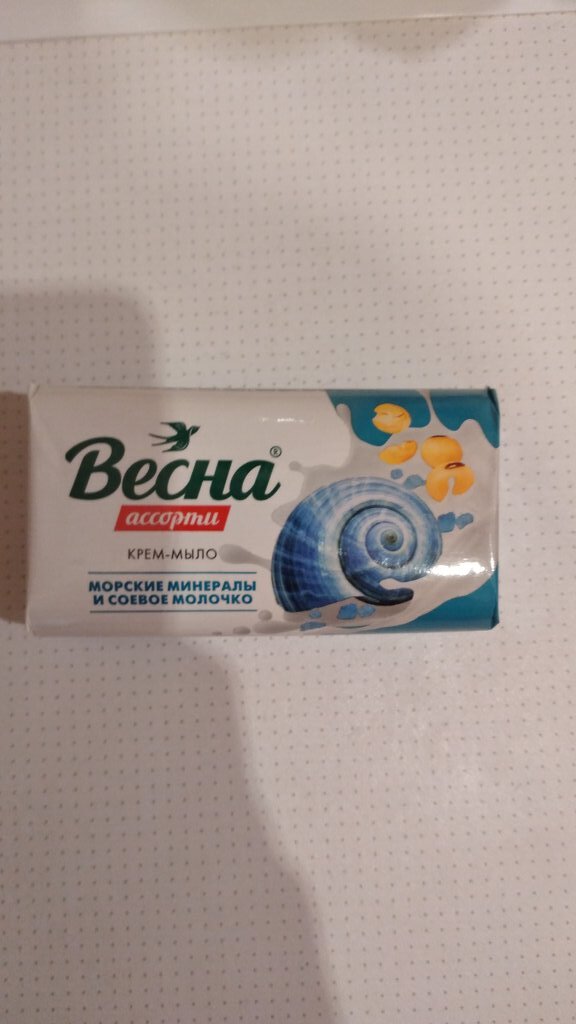 Весна®
ассорти
КРЕМ-МЫЛО
МОРСКИЕ МИНЕРАЛЫ
И СОЕВОЕ МОЛОЧКО